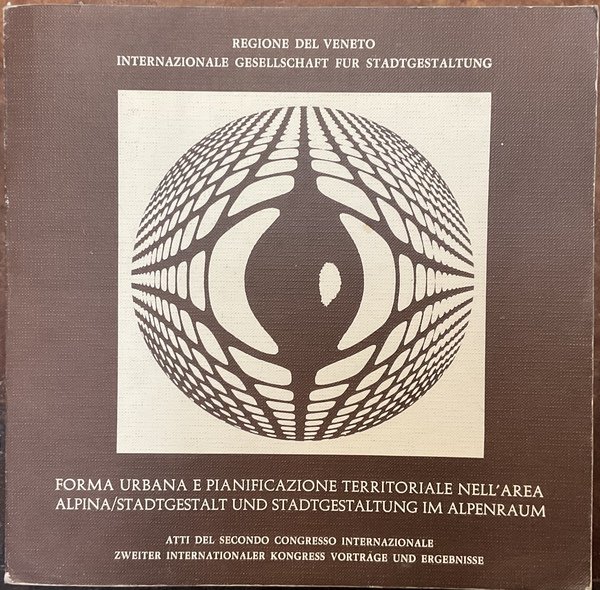 REGIONE DEL VENETO
INTERNAZIONALE GESELLSCHAFT FUR STADTGESTALTUNG
FORMA URBANA E PIANIFICAZIONE TERRITORIALE NELL'AREA
ALPINA/STADTGESTALT UND STADTGESTALTUNG IM ALPENRAUM
ATTI DEL SECONDO CONGRESSO INTERNAZIONALE
ZWEITER INTERNATIONALER KONGRESS VORTRÄGE UND ERGEBNISSE